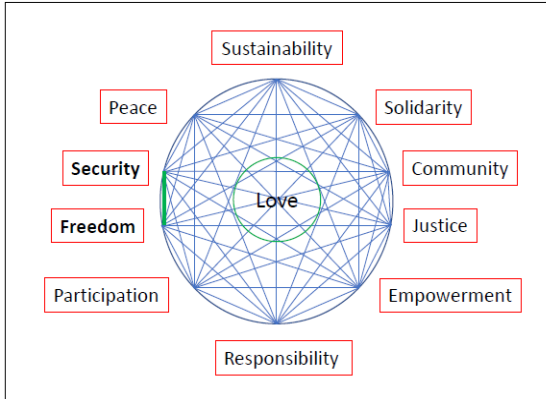 Sustainability
Peace
Solidarity
Security
Community
Love
Freedom
Justice
Participation
Empowerment
Responsibility